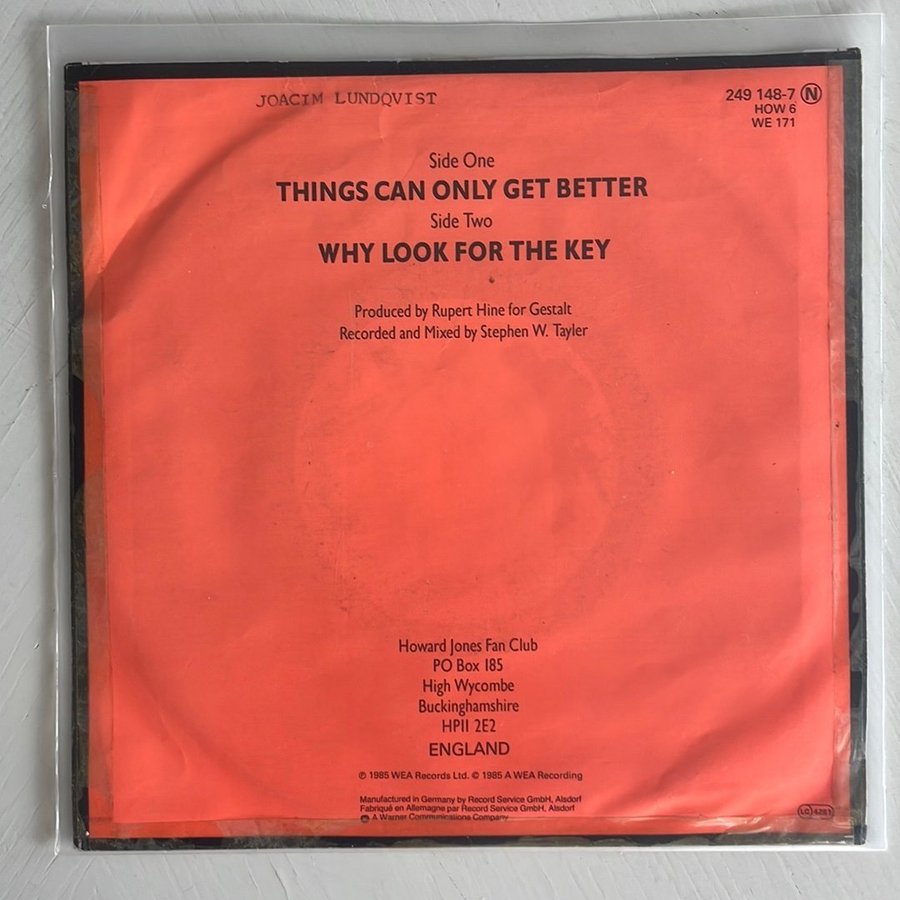 JOACIM LUNDQVIST
249 148-7 N
HOW 6
WE 171
Side One
THINGS CAN ONLY GET BETTER
Side Two
WHY LOOK FOR THE KEY
Produced by Rupert Hine for Gestalt
Recorded and Mixed by Stephen W. Tayler
Howard Jones Fan Club
PO Box 185
High Wycombe
Buckinghamshire
HP11 2E2
ENGLAND
℗ 1985 WEA Records Ltd. © 1985 A WEA Recording
Manufactured in Germany by Record Service GmbH, Alsdorf
Fabriqué en Allemagne par Record Service GmbH, Alsdorf
A Warner Communications Company
LC 4281